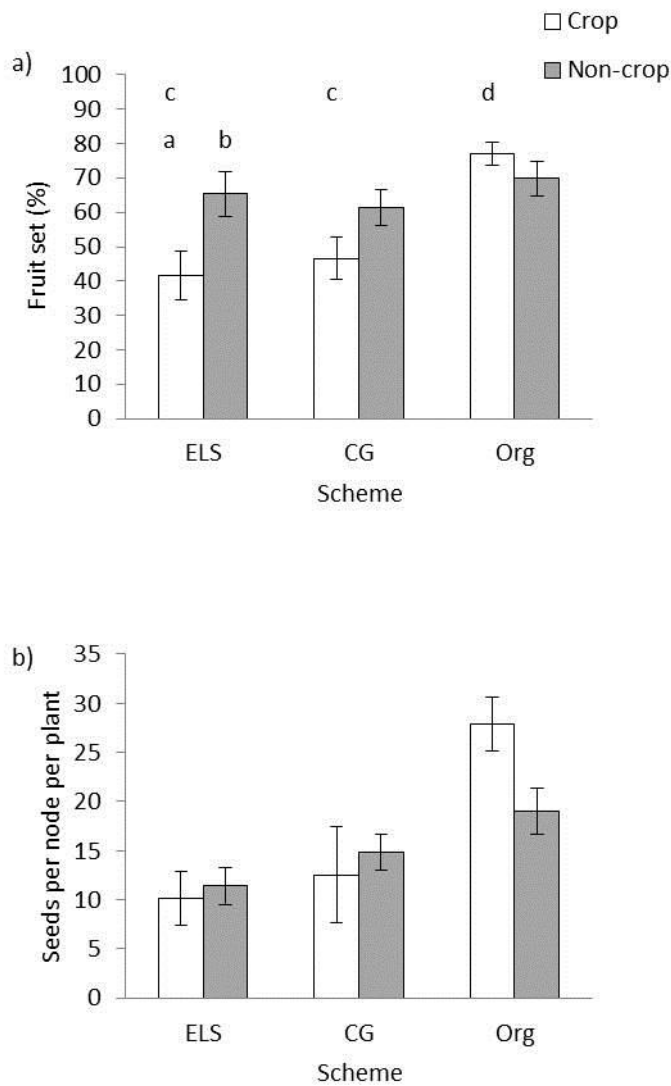 Crop
Non-crop
a)
Fruit set (%)
100
90
80
70
60
50
40
30
20
10
0
c c d
a b
ELS CG Org
Scheme
b)
Seeds per node per plant
35
30
25
20
15
10
5
0
ELS CG Org
Scheme